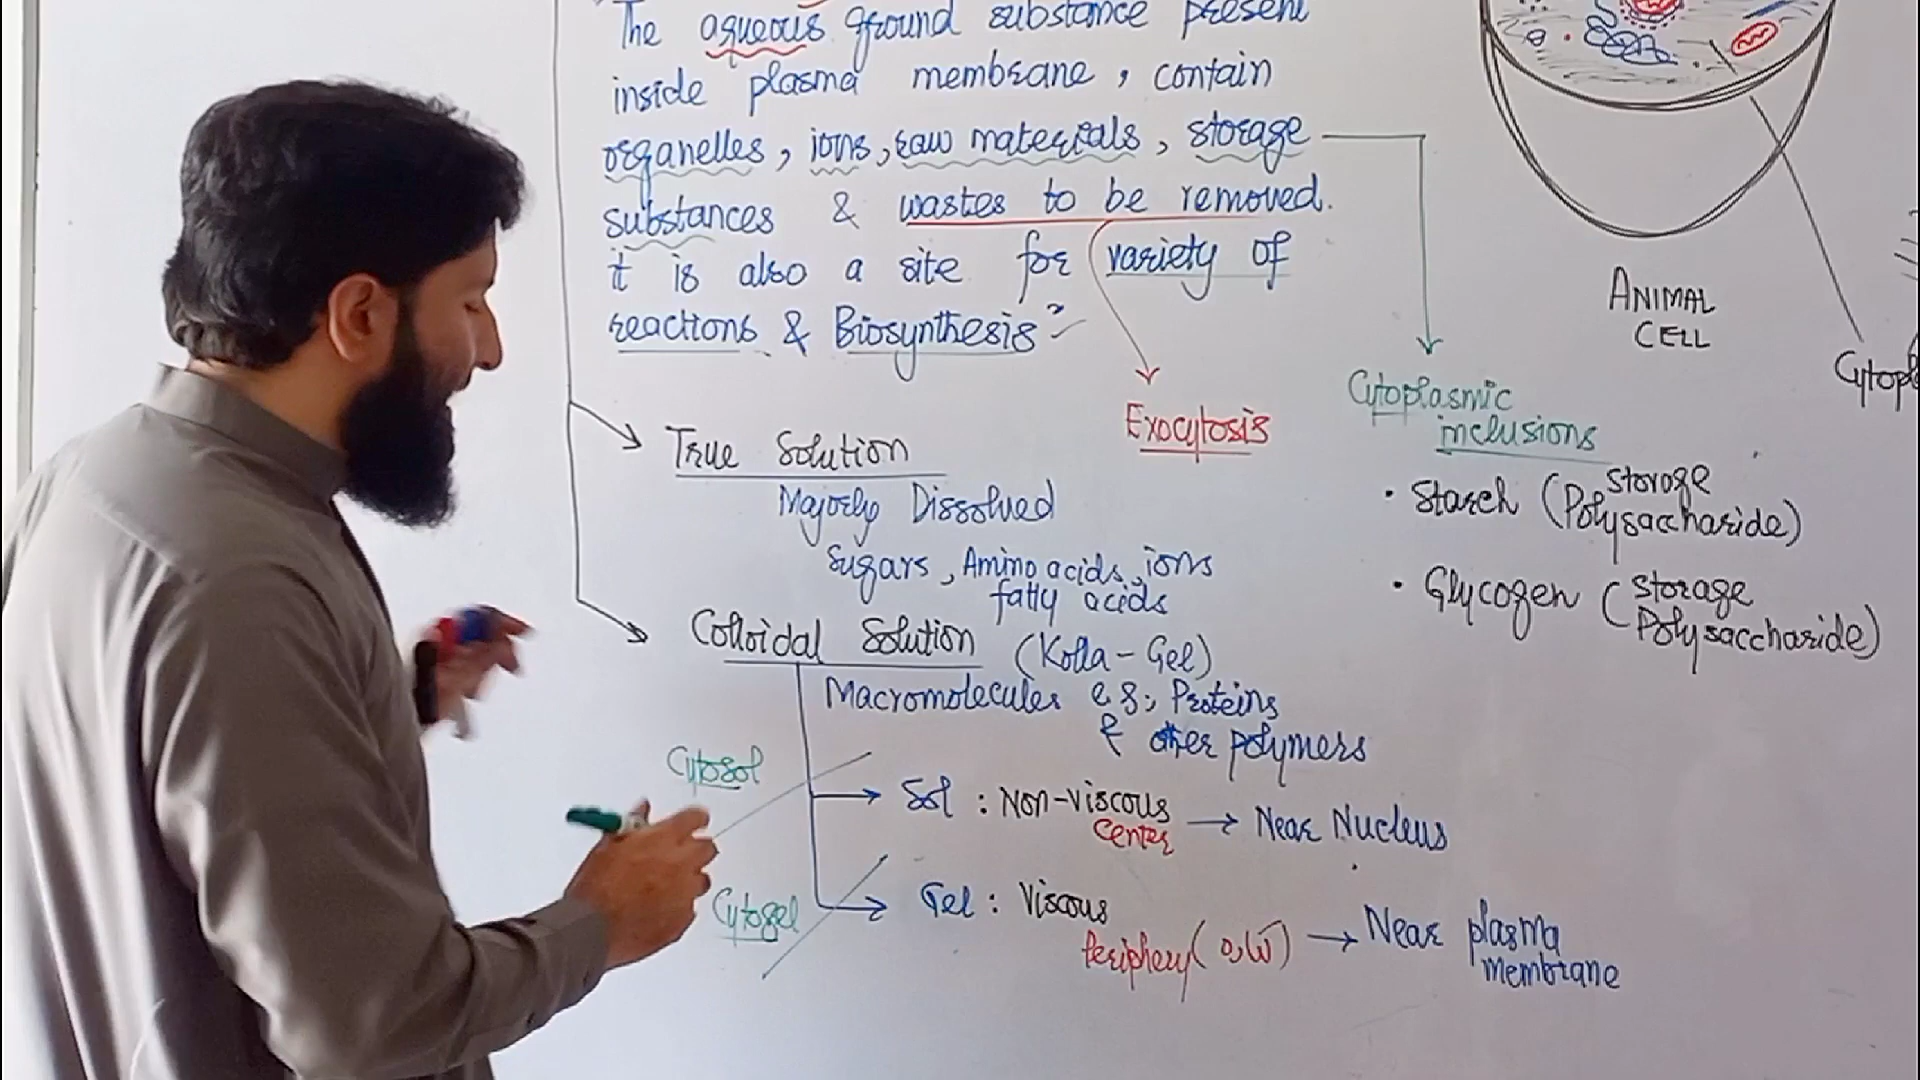 The aqueous ground substance present
inside plasma membrane, contain
organelles, ions, raw materials, storage
substances & wastes to be removed.
it is also a site for variety of
reactions & Biosynthesis"
Exocytosis
Cytoplasmic
inclusions
• Starch (storage
Polysaccharide)
• Glycogen (storage
Polysaccharide)
ANIMAL
CELL
Cytopl
True Solution
Majorly Dissolved
Sugars, Amino acids, ions
fatty acids
Colloidal Solution (Kolla-Gel)
Macromolecules e.g; Proteins
& other polymers
Cytosol
Sol : Non-viscous → Near Nucleus
Center
Cytogel
Gel : Viscous
Periphery → Near plasma
membrane